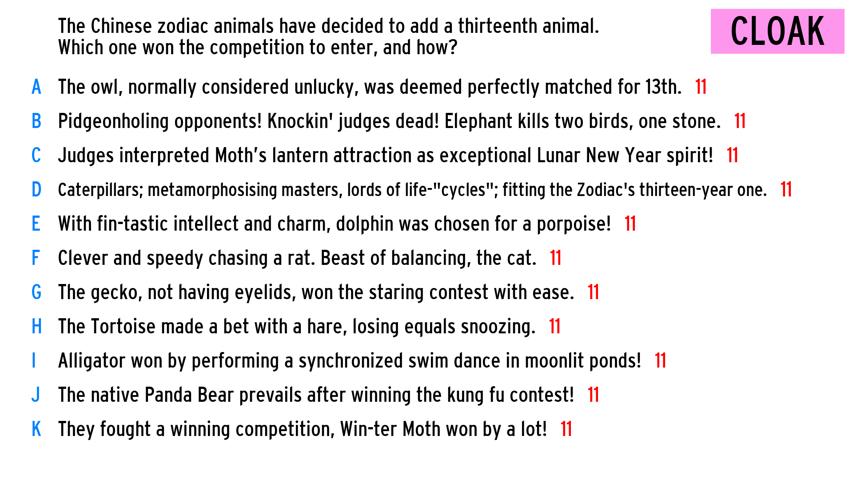 The Chinese zodiac animals have decided to add a thirteenth animal.
Which one won the competition to enter, and how?
CLOAK
A The owl, normally considered unlucky, was deemed perfectly matched for 13th. 11
B Pidgeonholing opponents! Knockin' judges dead! Elephant kills two birds, one stone. 11
C Judges interpreted Moth's lantern attraction as exceptional Lunar New Year spirit! 11
D Caterpillars; metamorphosising masters, lords of life-"cycles"; fitting the Zodiac's thirteen-year one. 11
E With fin-tastic intellect and charm, dolphin was chosen for a porpoise! 11
F Clever and speedy chasing a rat. Beast of balancing, the cat. 11
G The gecko, not having eyelids, won the staring contest with ease. 11
H The Tortoise made a bet with a hare, losing equals snoozing. 11
I Alligator won by performing a synchronized swim dance in moonlit ponds! 11
J The native Panda Bear prevails after winning the kung fu contest! 11
K They fought a winning competition, Win-ter Moth won by a lot! 11